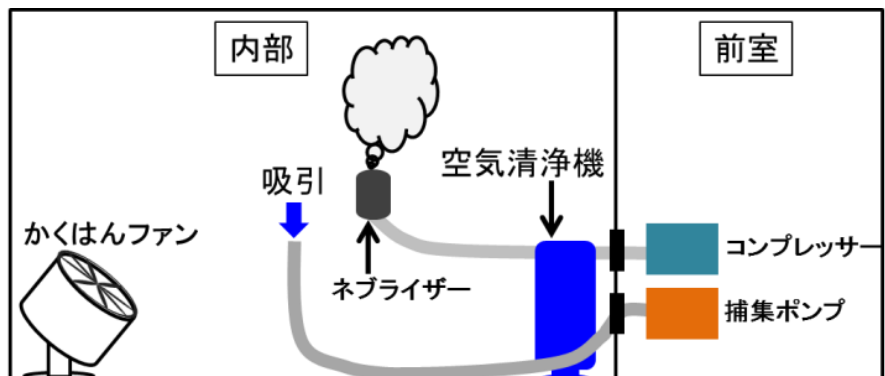 内部
前室
空気清浄機
吸引
かくはんファン
コンプレッサー
ネブライザー
捕集ポンプ